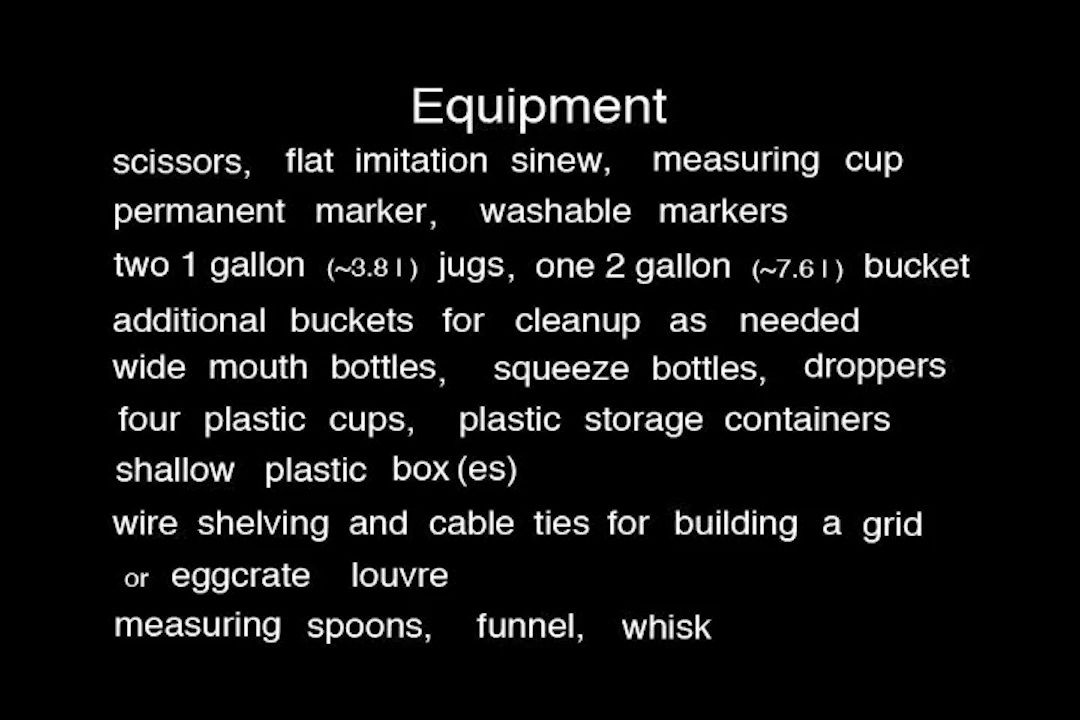 Equipment
scissors, flat imitation sinew, measuring cup
permanent marker, washable markers
two 1 gallon (~3.8 l) jugs, one 2 gallon (~7.6 l) bucket
additional buckets for cleanup as needed
wide mouth bottles, squeeze bottles, droppers
four plastic cups, plastic storage containers
shallow plastic box (es)
wire shelving and cable ties for building a grid
or eggcrate louvre
measuring spoons, funnel, whisk